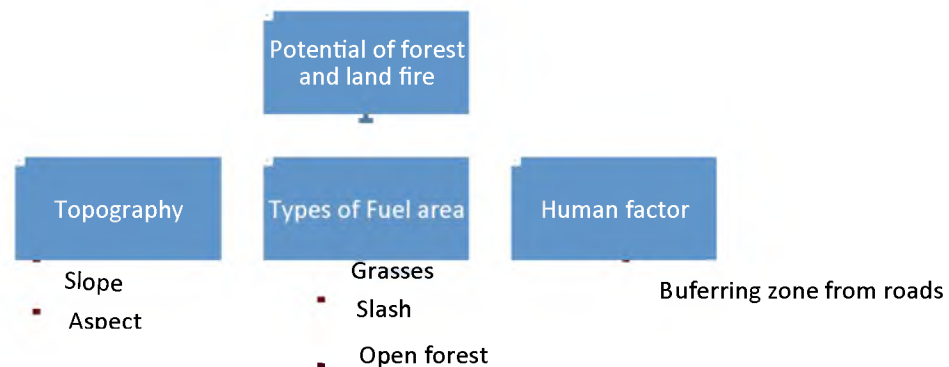 Potential of forest
and land fire
Topography
Types of Fuel area
Human factor
Slope
Aspect
Grasses
Slash
Open forest
Buferring zone from roads